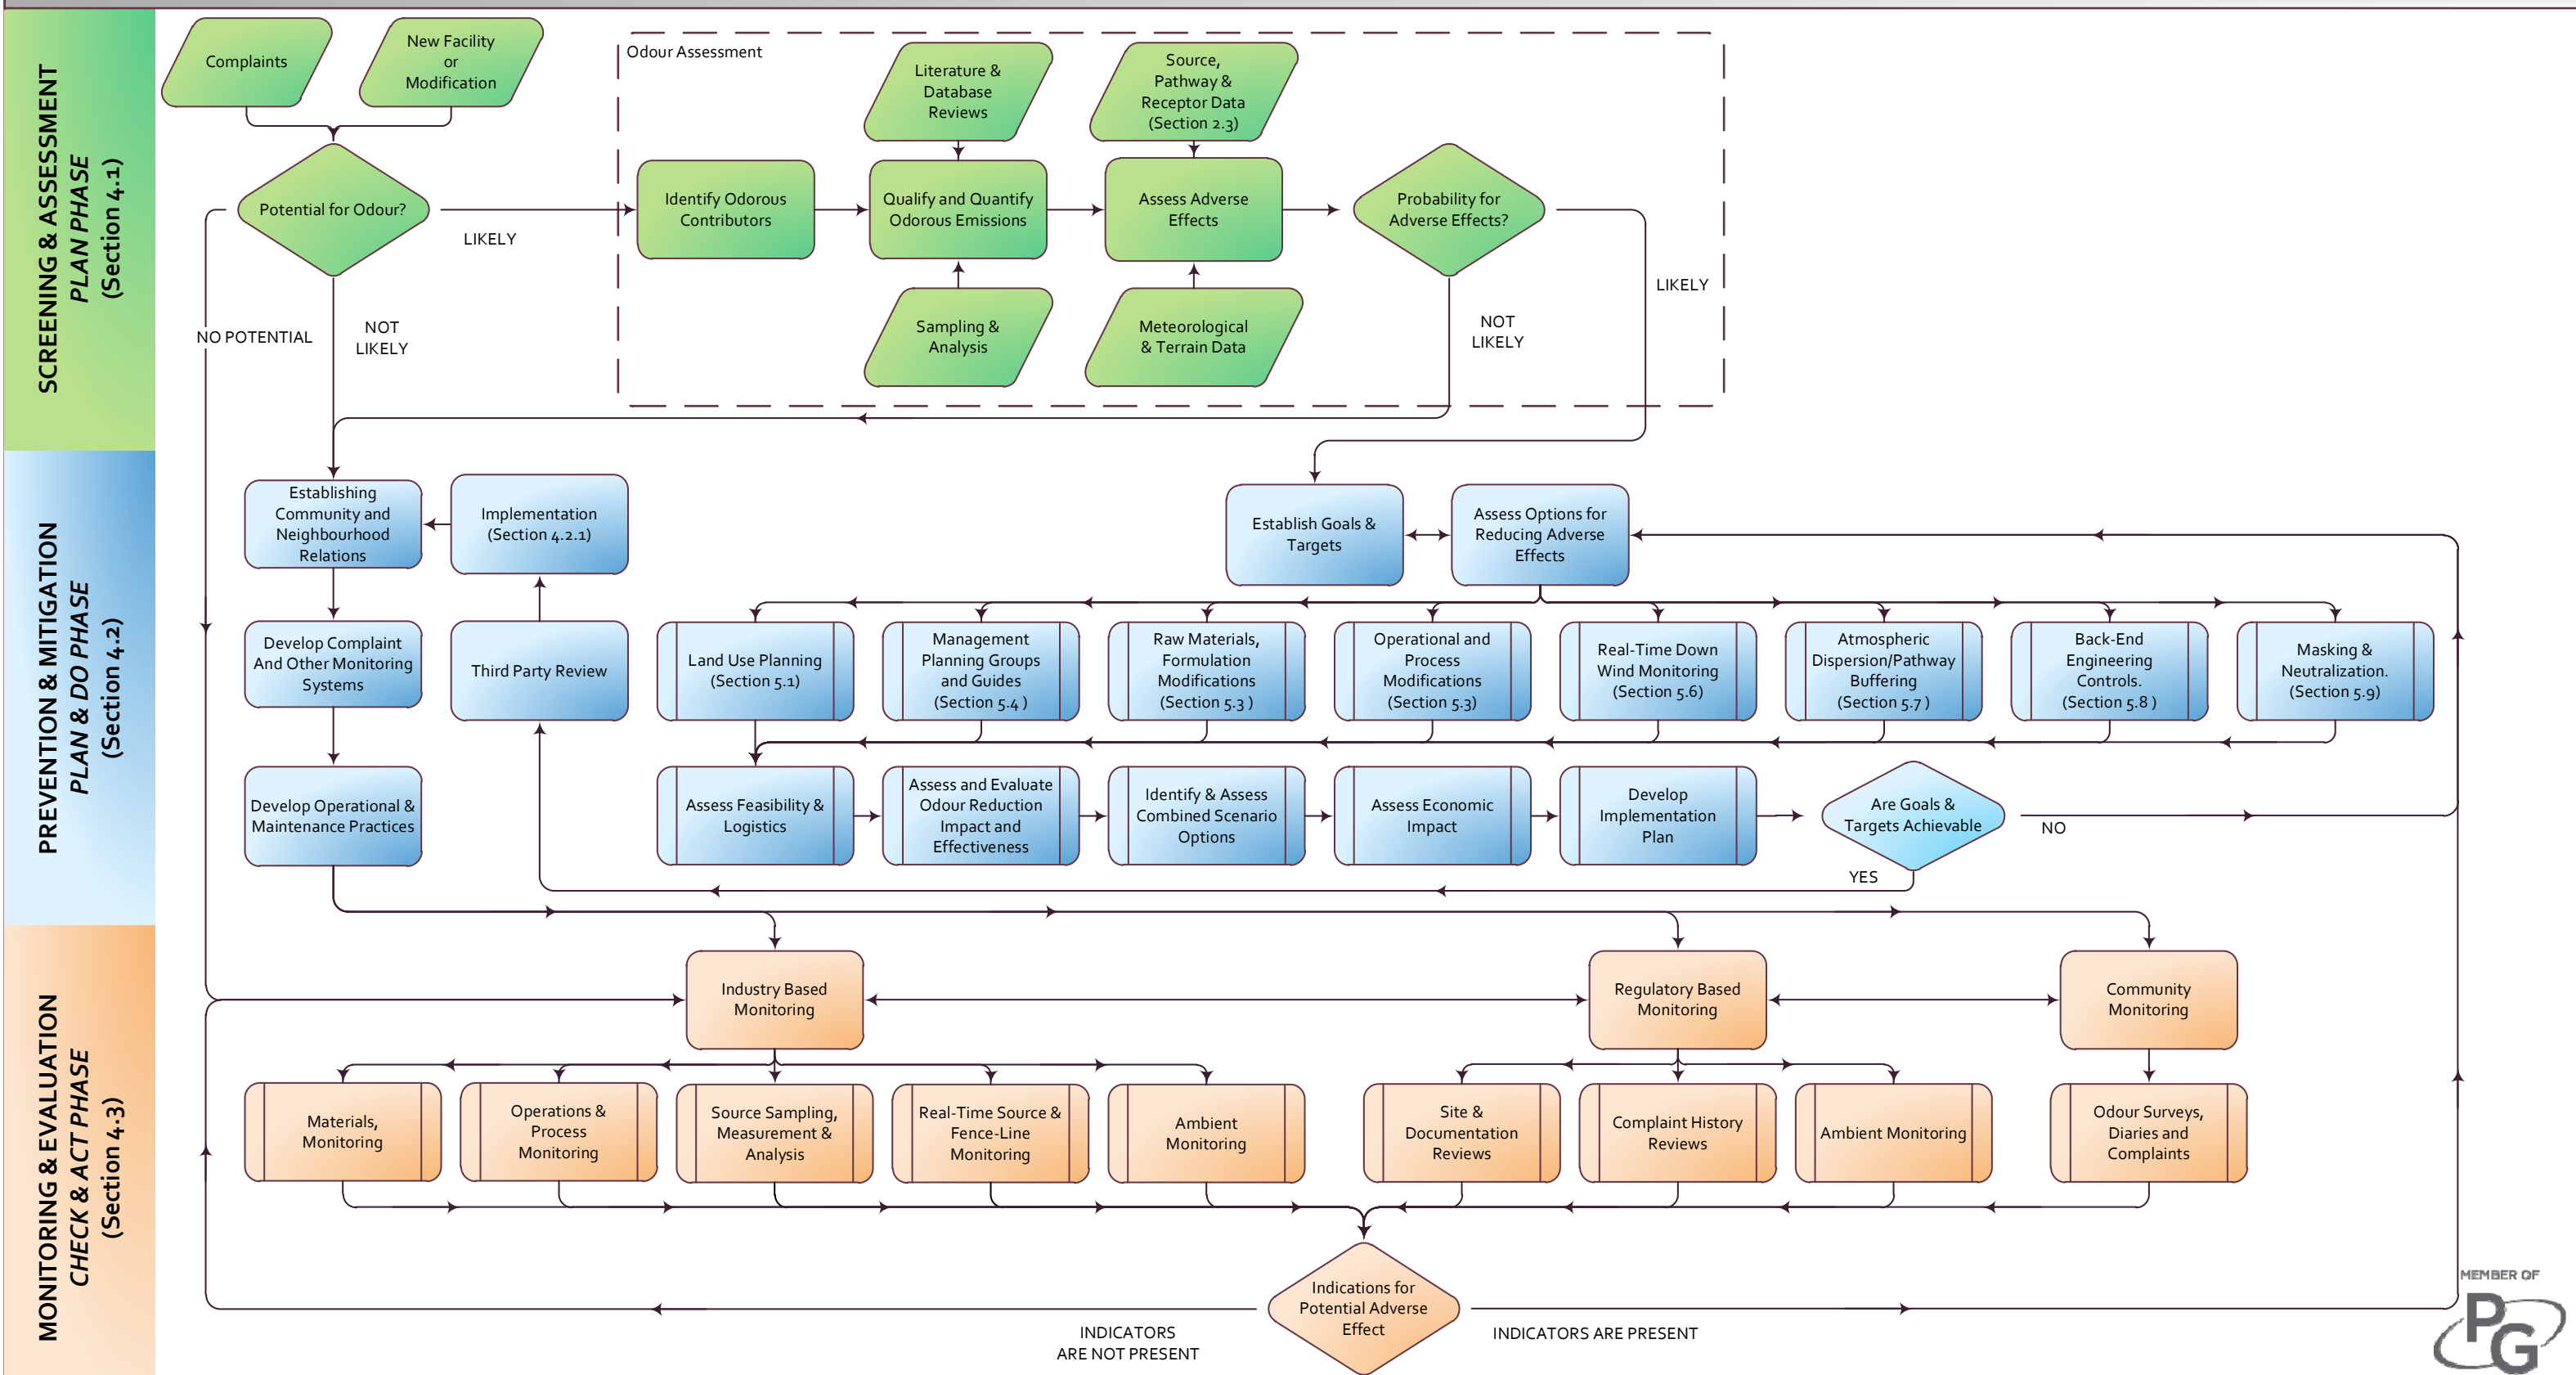 SCREENING & ASSESSMENT
PLAN PHASE
(Section 4.1)
Complaints
New Facility
or
Modification
Potential for Odour?
LIKELY
NO POTENTIAL
NOT
LIKELY
Odour Assessment
Literature &
Database
Reviews
Source,
Pathway &
Receptor Data
(Section 2.3)
Identify Odorous
Contributors
Qualify and Quantify
Odorous Emissions
Assess Adverse
Effects
Probability for
Adverse Effects?
Sampling &
Analysis
Meteorological
& Terrain Data
NOT
LIKELY
LIKELY
PREVENTION & MITIGATION
PLAN & DO PHASE
(Section 4.2)
Establishing
Community and
Neighbourhood
Relations
Implementation
(Section 4.2.1)
Establish Goals &
Targets
Assess Options for
Reducing Adverse
Effects
Develop Complaint
And Other Monitoring
Systems
Third Party Review
Land Use Planning
(Section 5.1)
Management
Planning Groups
and Guides
(Section 5.4 )
Raw Materials,
Formulation
Modifications
(Section 5.3 )
Operational and
Process
Modifications
(Section 5.3)
Real-Time Down
Wind Monitoring
(Section 5.6)
Atmospheric
Dispersion/Pathway
Buffering
(Section 5.7 )
Back-End
Engineering
Controls.
(Section 5.8 )
Masking &
Neutralization.
(Section 5.9)
Develop Operational &
Maintenance Practices
Assess Feasibility &
Logistics
Assess and Evaluate
Odour Reduction
Impact and
Effectiveness
Identify & Assess
Combined Scenario
Options
Assess Economic
Impact
Develop
Implementation
Plan
Are Goals &
Targets Achievable
NO
YES
MONITORING & EVALUATION
CHECK & ACT PHASE
(Section 4.3)
Industry Based
Monitoring
Regulatory Based
Monitoring
Community
Monitoring
Materials,
Monitoring
Operations &
Process
Monitoring
Source Sampling,
Measurement &
Analysis
Real-Time Source &
Fence-Line
Monitoring
Ambient
Monitoring
Site &
Documentation
Reviews
Complaint History
Reviews
Ambient Monitoring
Odour Surveys,
Diaries and
Complaints
Indications for
Potential Adverse
Effect
INDICATORS
ARE NOT PRESENT
INDICATORS ARE PRESENT
MEMBER OF
PG